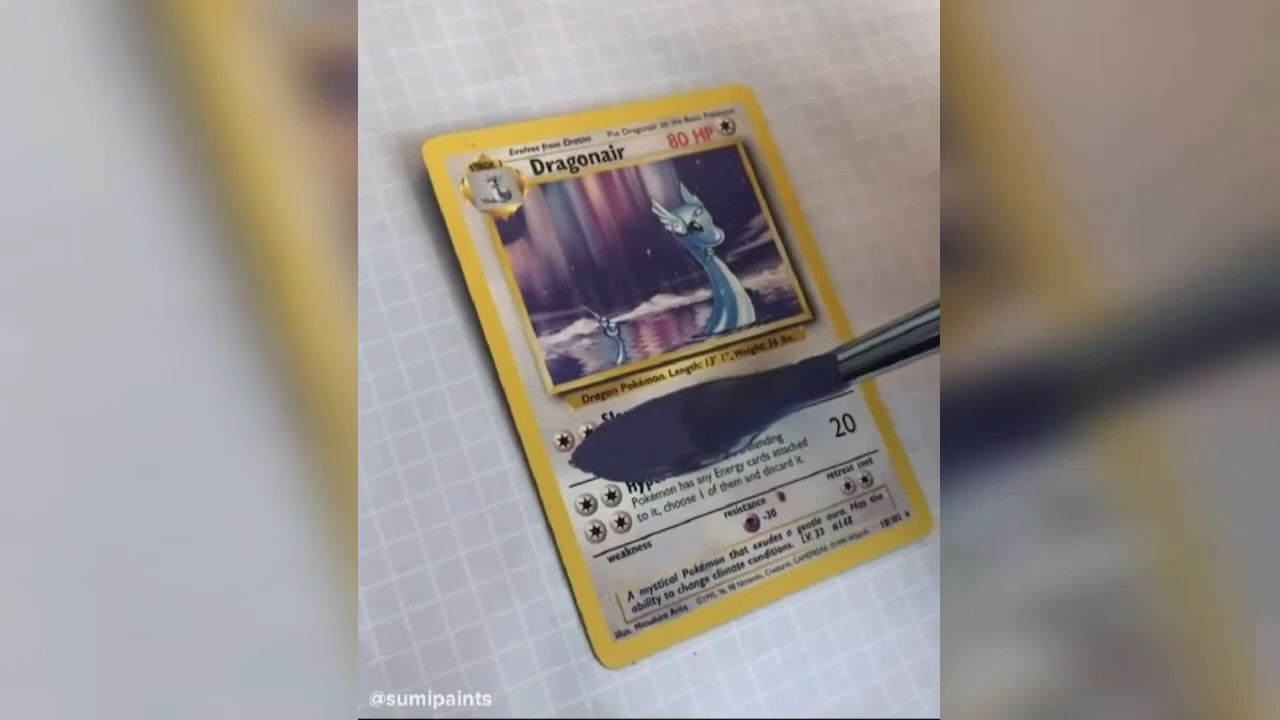 Evolves from Dratini
Put Dragonair on the Basic Pokémon
STAGE 1
Dragonair
80 HP
Dragon Pokémon. Length: 13' 1", Weight: 36 lbs.
20
Hyper
Pokémon has any Energy cards attached
to it, choose 1 of them and discard it.
weakness
resistance
-30
retreat cost
A mystical Pokémon that exudes a gentle aura. Has the
ability to change climate conditions. LV. 33 #148
Illus. Mitsuhiro Arita
©1995, 96, 98 Nintendo, Creatures, GAMEFREAK. ©1999 Wizards.
18/102
@sumipaints